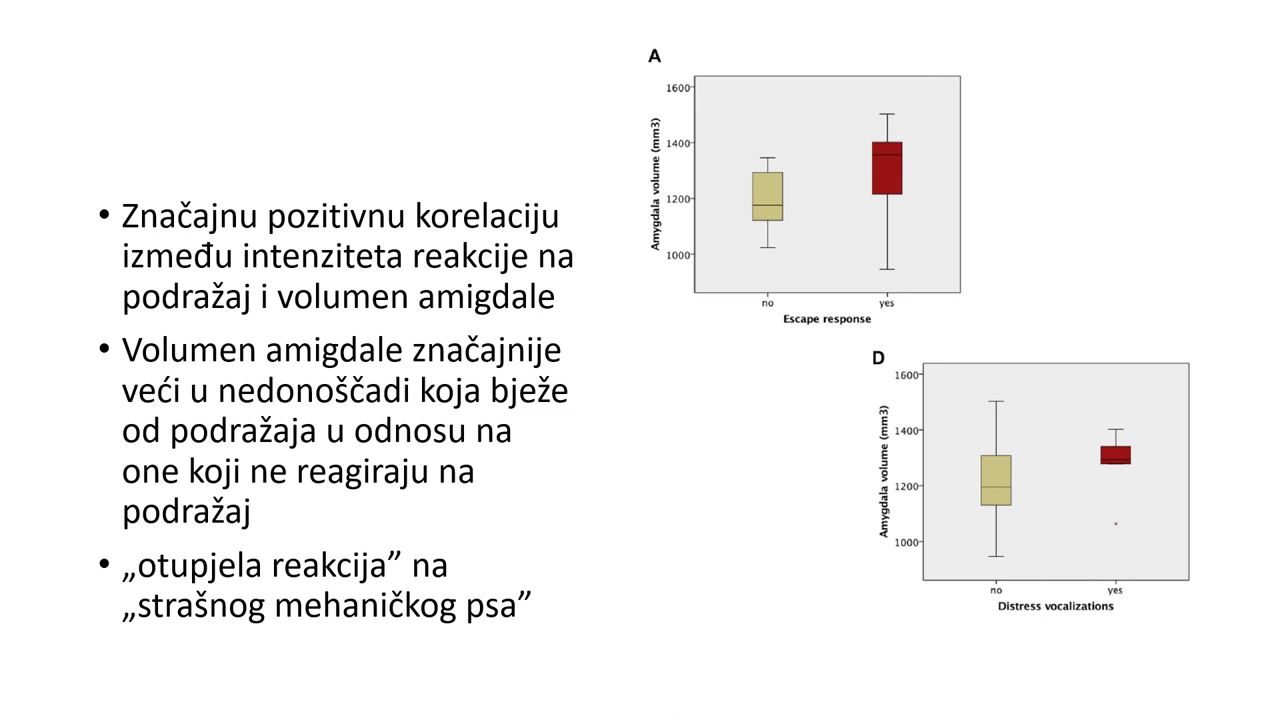 • Značajnu pozitivnu korelaciju
između intenziteta reakcije na
podražaj i volumen amigdale
• Volumen amigdale značajnije
veći u nedonoščadi koja bježe
od podražaja u odnosu na
one koji ne reagiraju na
podražaj
• „otupjela reakcija” na
„strašnog mehaničkog psa”
A
Amygdala volume (mm3)
1600
1400
1200
1000
no yes
Escape response
D
Amygdala volume (mm3)
1600
1400
1200
1000
no yes
Distress vocalizations